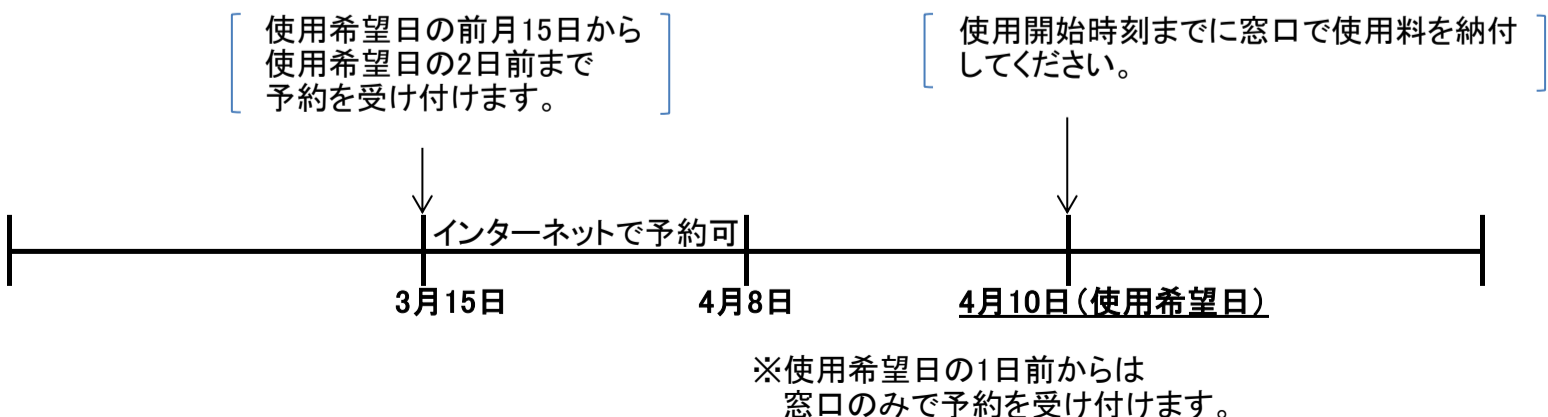 使用希望日の前月15日から
使用希望日の2日前まで
予約を受け付けます。
使用開始時刻までに窓口で使用料を納付
してください。
インターネットで予約可
3月15日
4月8日
4月10日(使用希望日)
※使用希望日の1日前からは
窓口のみで予約を受け付けます。